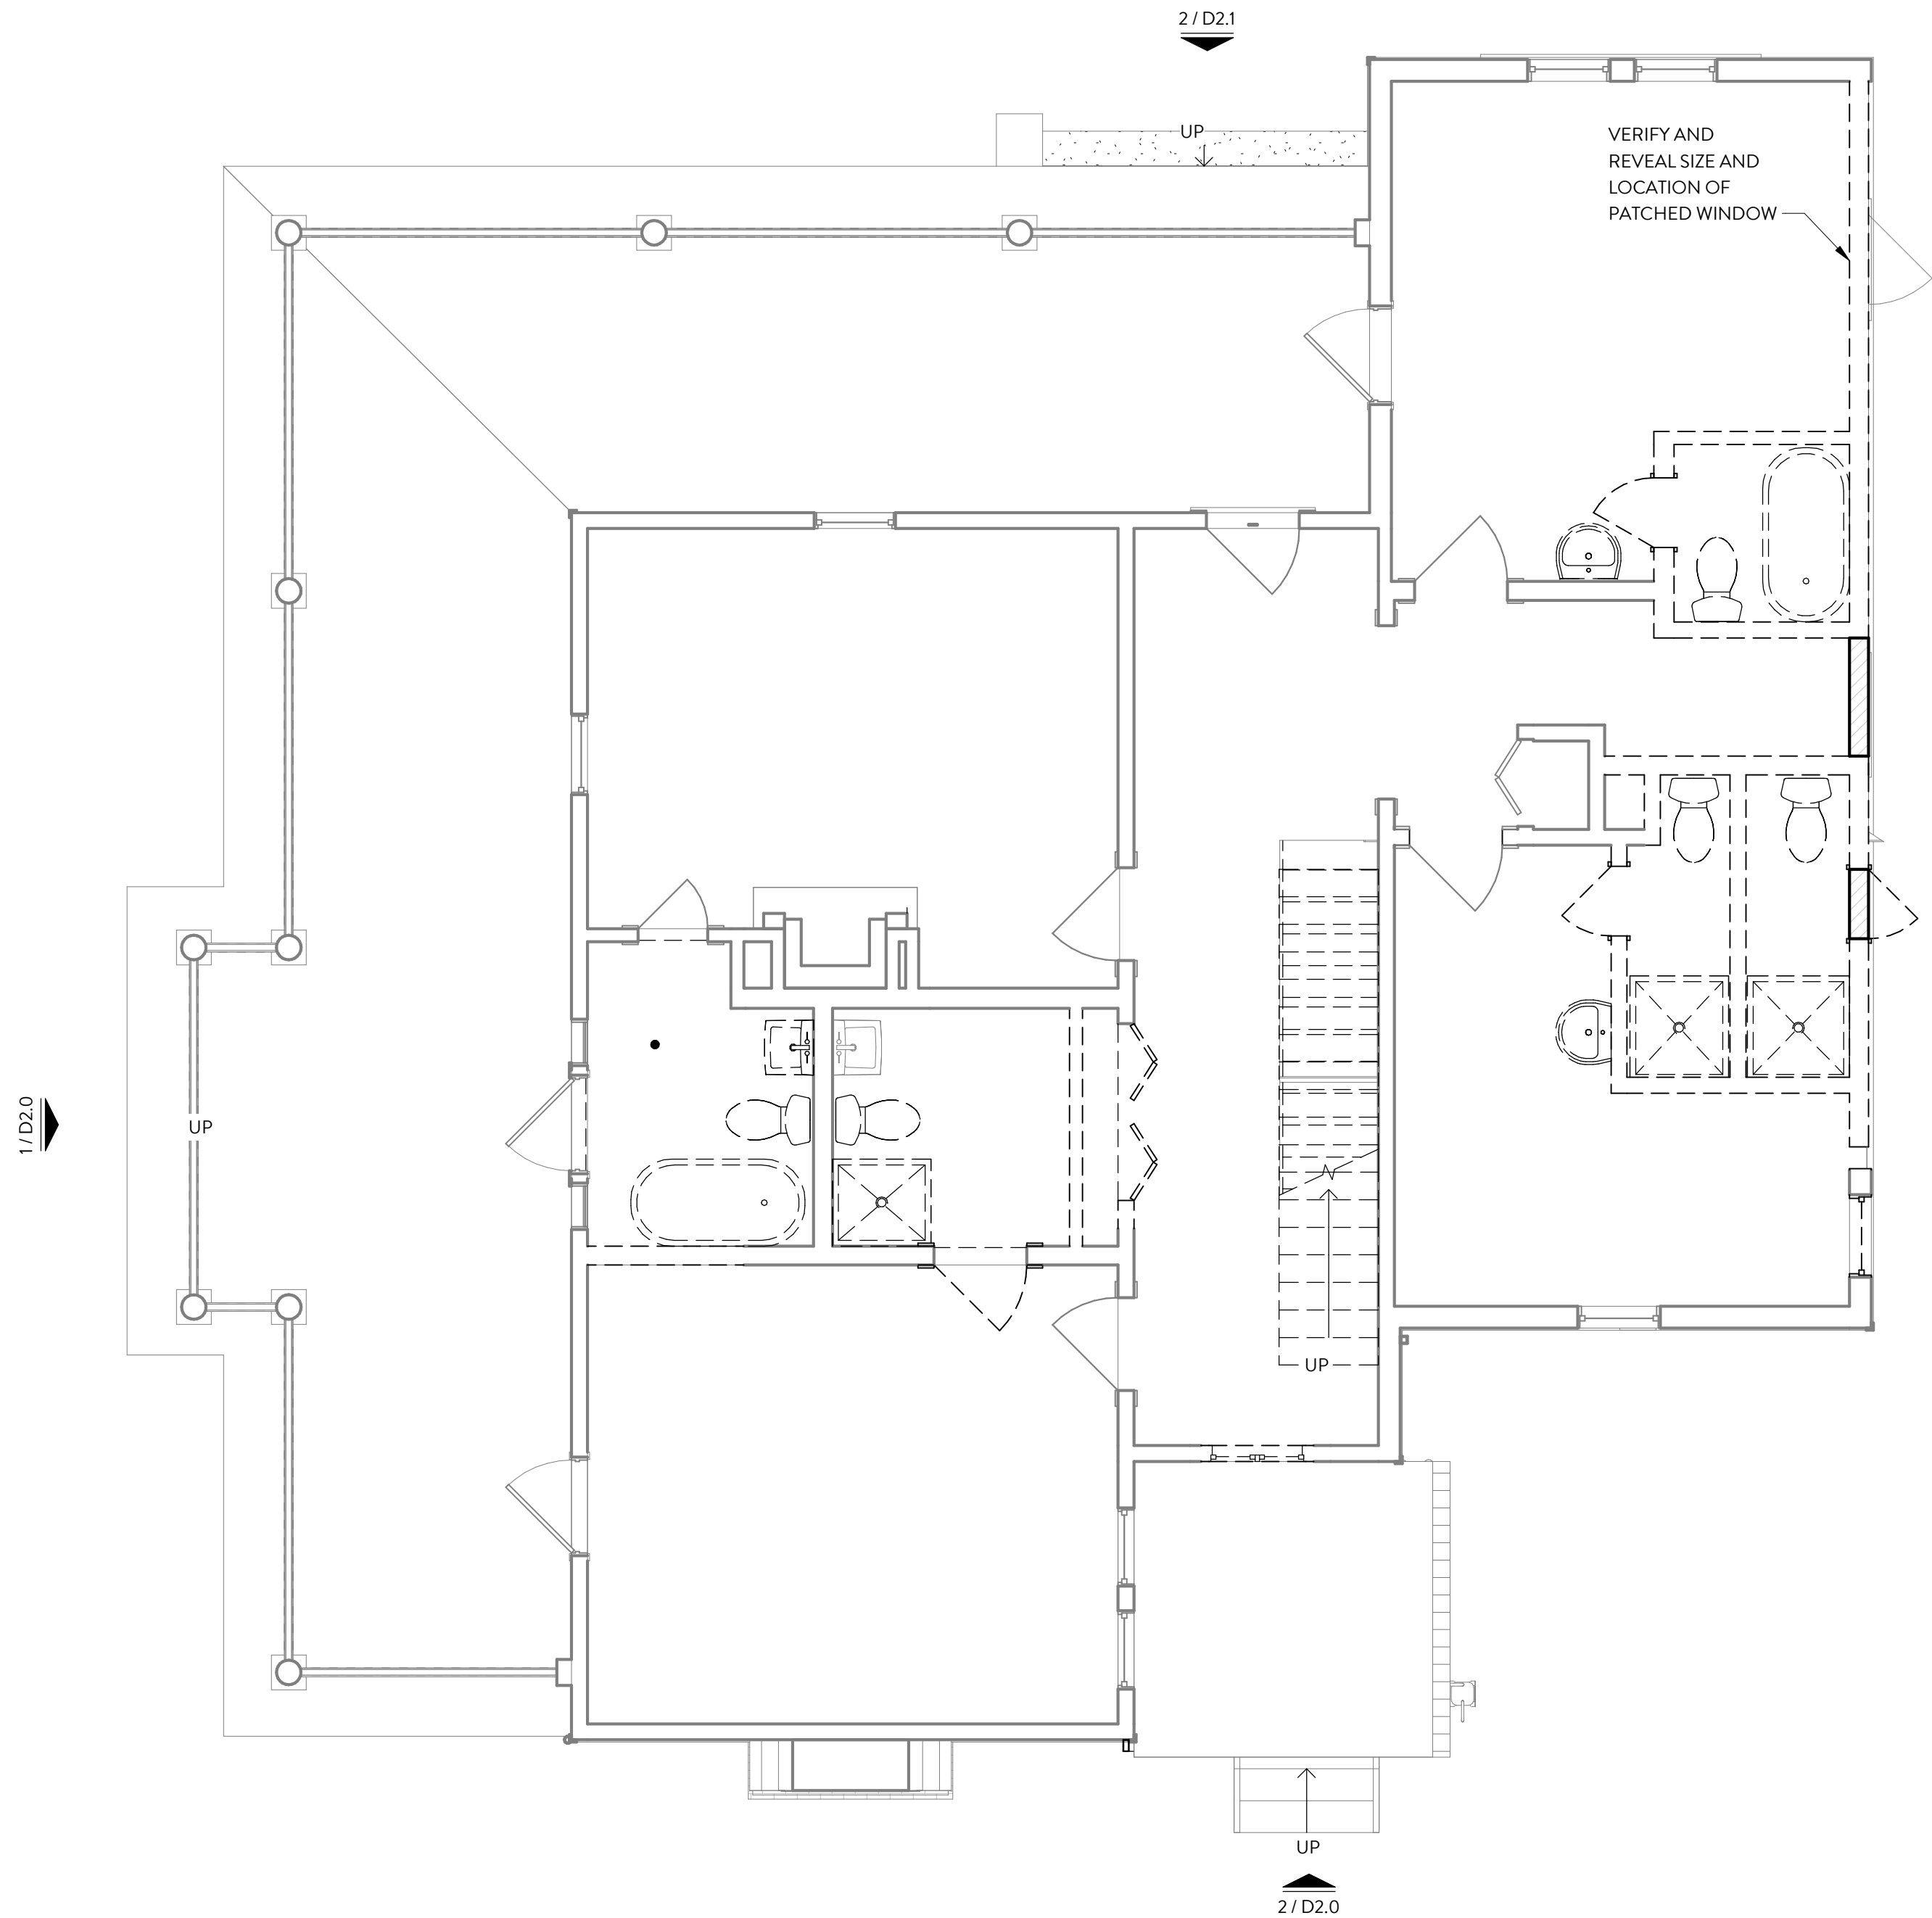 2 / D2.1
UP
VERIFY AND
REVEAL SIZE AND
LOCATION OF
PATCHED WINDOW
1 / D2.0
UP
UP
UP
2 / D2.0